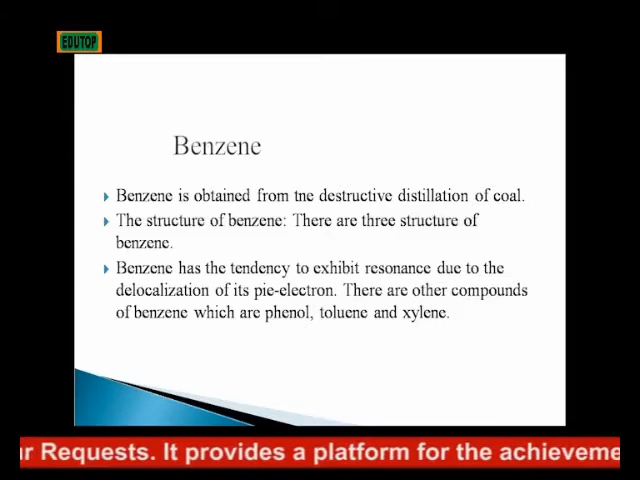 EDUTOP
Benzene
Benzene is obtained from tne destructive distillation of coal.
The structure of benzene: There are three structure of
benzene.
Benzene has the tendency to exhibit resonance due to the
delocalization of its pie-electron. There are other compounds
of benzene which are phenol, toluene and xylene.
Requests. It provides a platform for the